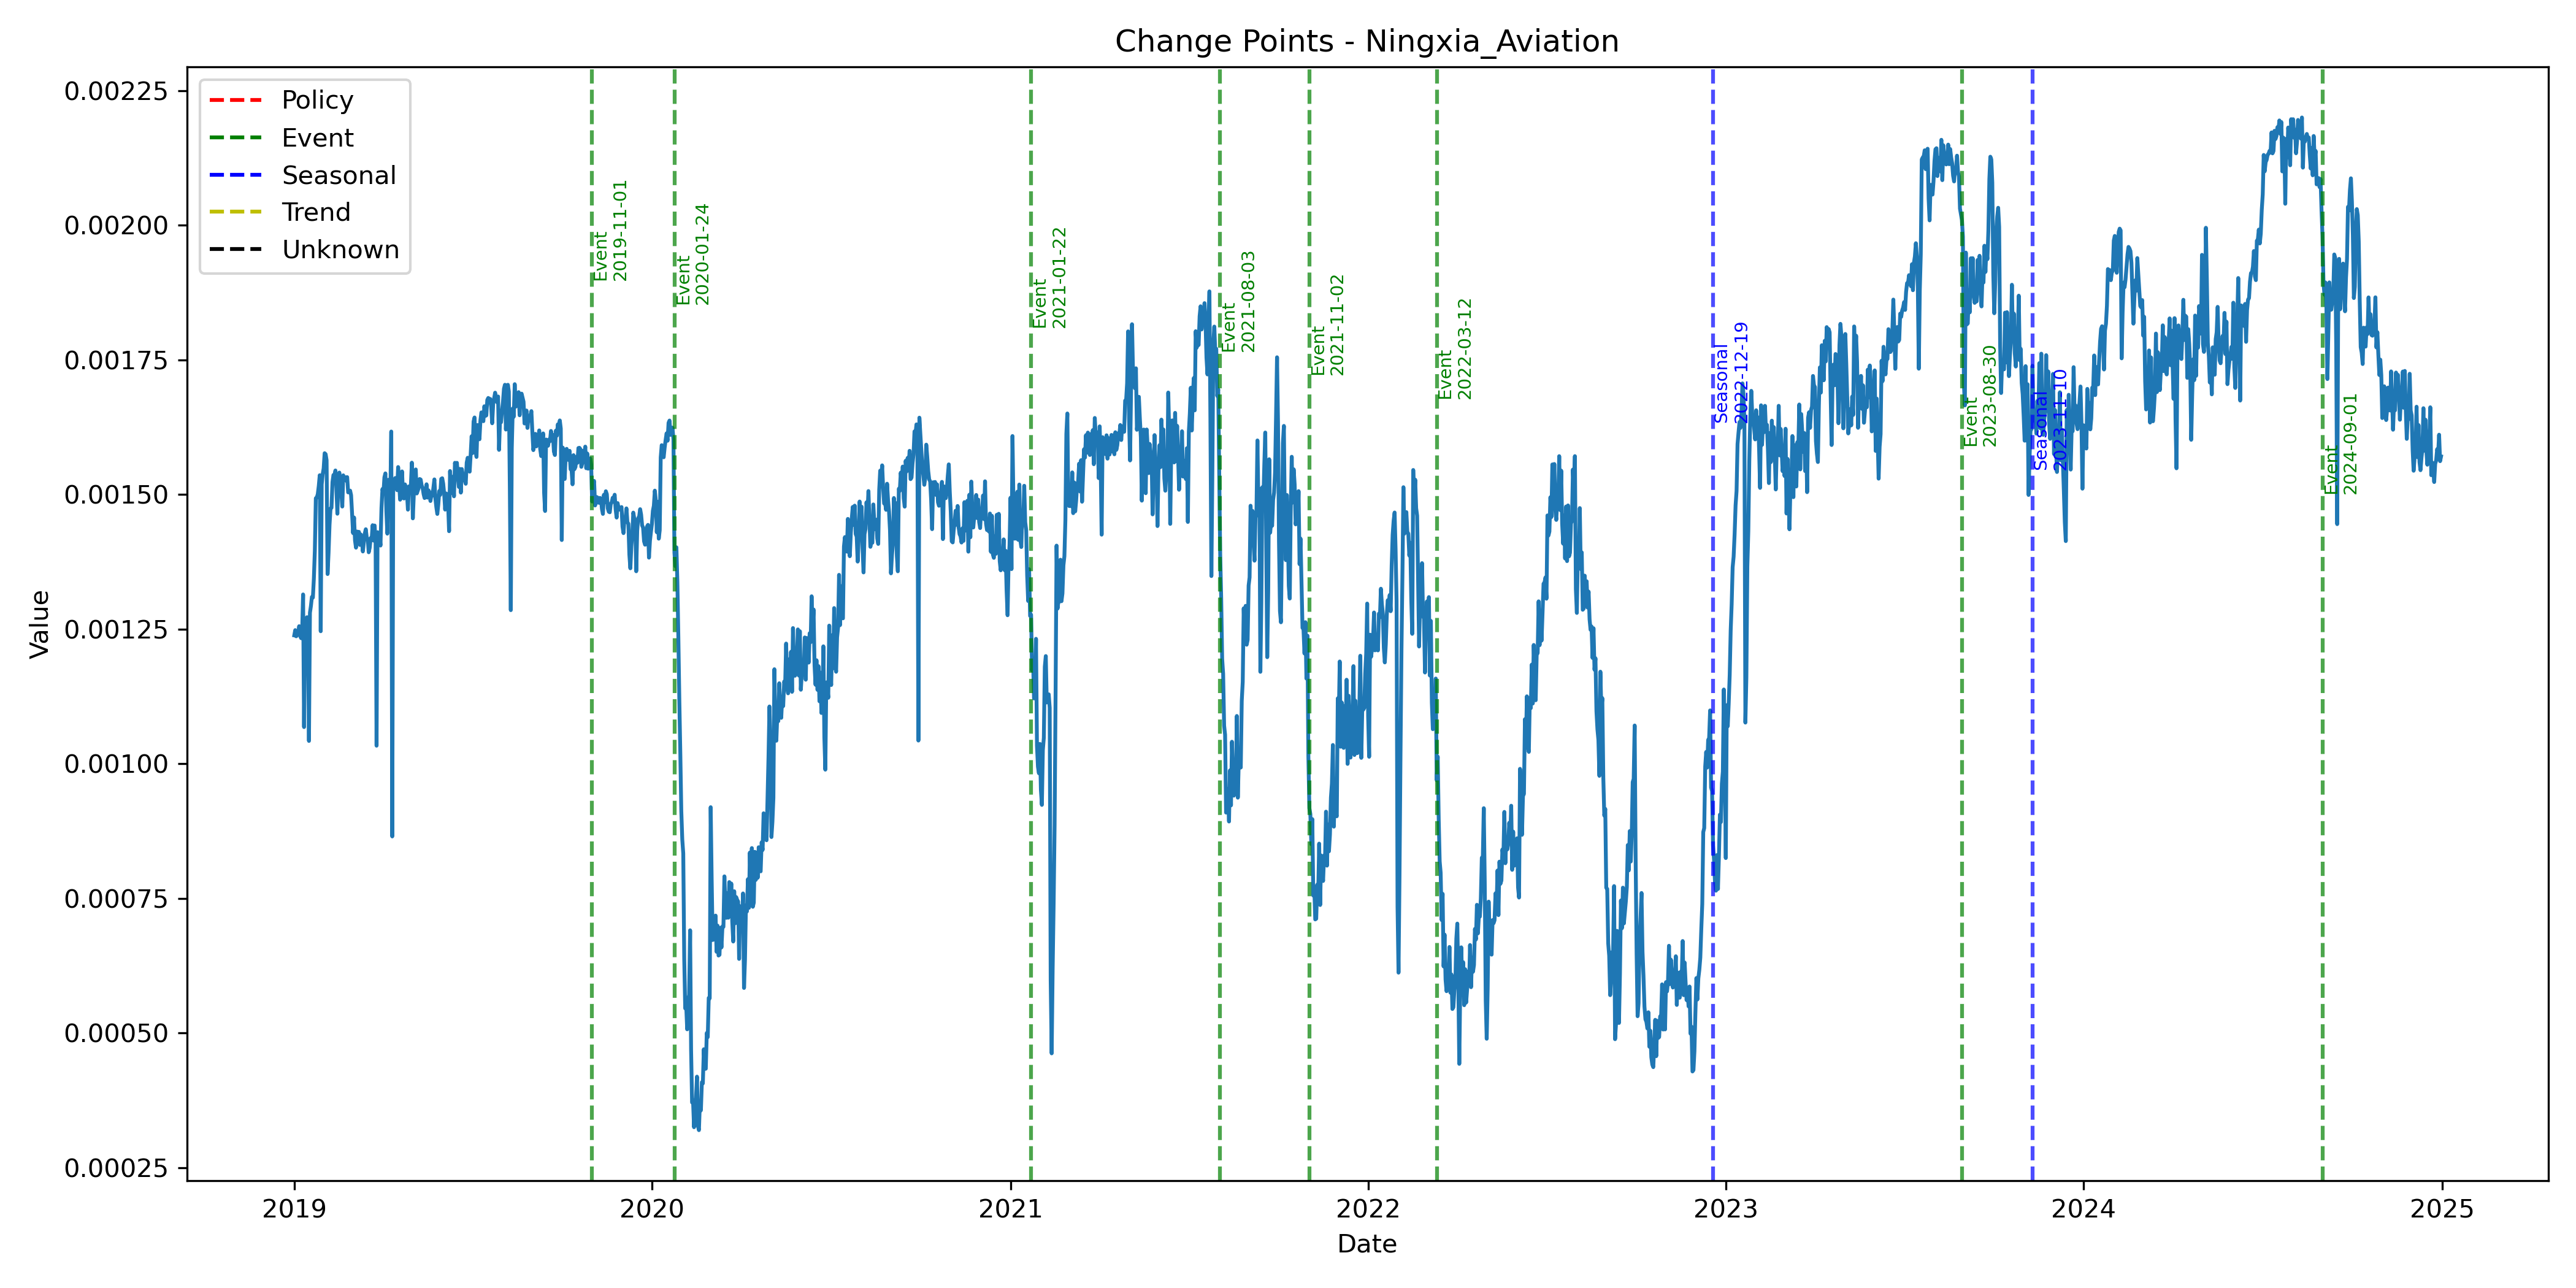 Change Points - Ningxia_Aviation
Policy
Event
Seasonal
Trend
Unknown
Value
0.00225
0.00200
0.00175
0.00150
0.00125
0.00100
0.00075
0.00050
0.00025
Event
2019-11-01
Event
2020-01-24
Event
2021-01-22
Event
2021-08-03
Event
2021-11-02
Event
2022-03-12
Seasonal
2022-12-19
Event
2023-08-30
Seasonal
2023-11-10
Event
2024-09-01
2019
2020
2021
2022
2023
2024
2025
Date